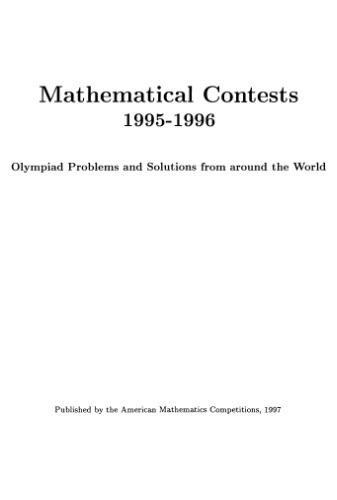 Mathematical Contests
1995-1996
Olympiad Problems and Solutions from around the World
Published by the American Mathematics Competitions, 1997